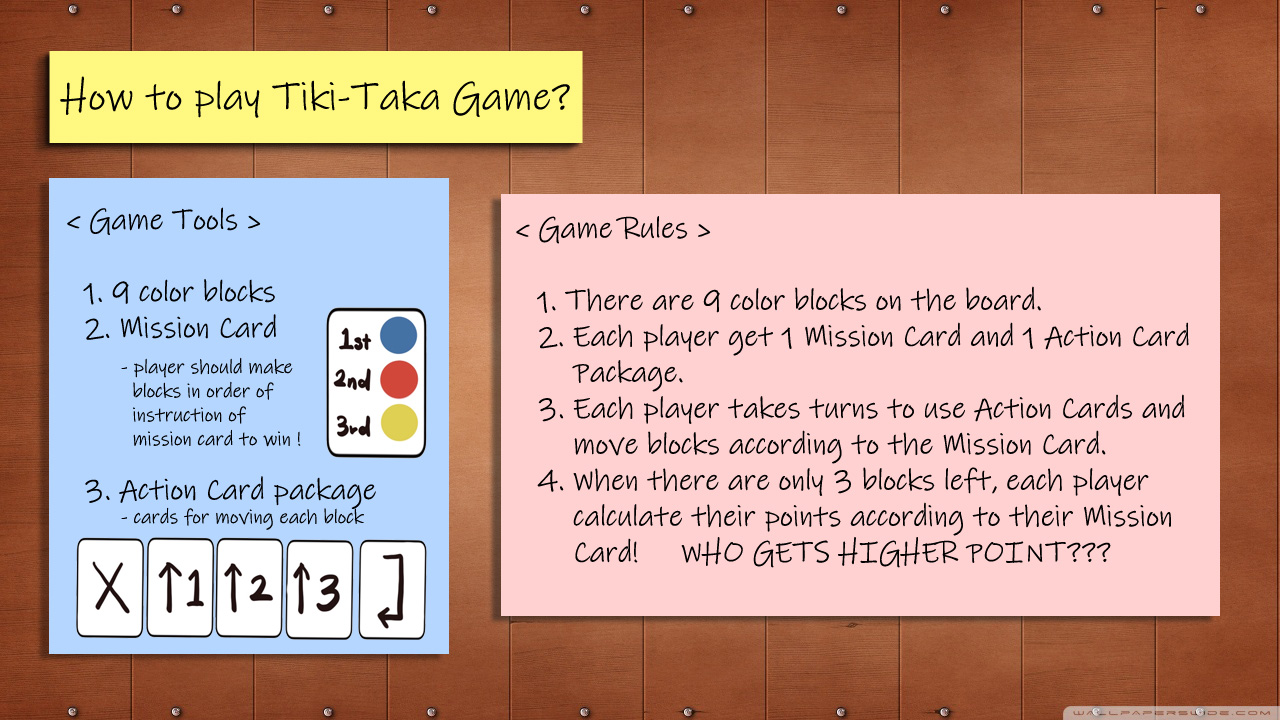 How to play Tiki-Taka Game?
< Game Tools >
1. 9 color blocks
2. Mission Card
- player should make
blocks in order of
instruction of
mission card to win !
1st
2nd
3rd
3. Action Card package
- cards for moving each block
X
↑1
↑2
↑3
< Game Rules >
1. There are 9 color blocks on the board.
2. Each player get 1 Mission Card and 1 Action Card
Package.
3. Each player takes turns to use Action Cards and
move blocks according to the Mission Card.
4. When there are only 3 blocks left, each player
calculate their points according to their Mission
Card! WHO GETS HIGHER POINT???
WALLPAPERSWIDE.COM